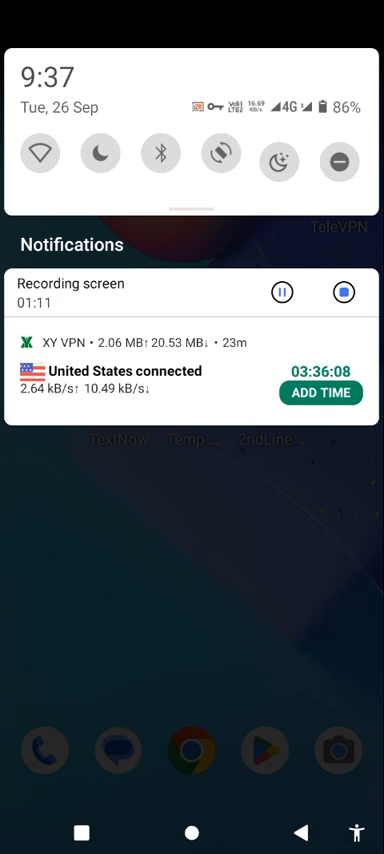 9:37
Tue, 26 Sep
Vo1 LTE2 16.69 KB/s 4G 86%
TeleVPN
Notifications
Recording screen
01:11
XY VPN • 2.06 MB↑ 20.53 MB↓ • 23m
United States connected
03:36:08
2.64 kB/s↑ 10.49 kB/s↓
ADD TIME
TextNow Temp ... 2ndLine